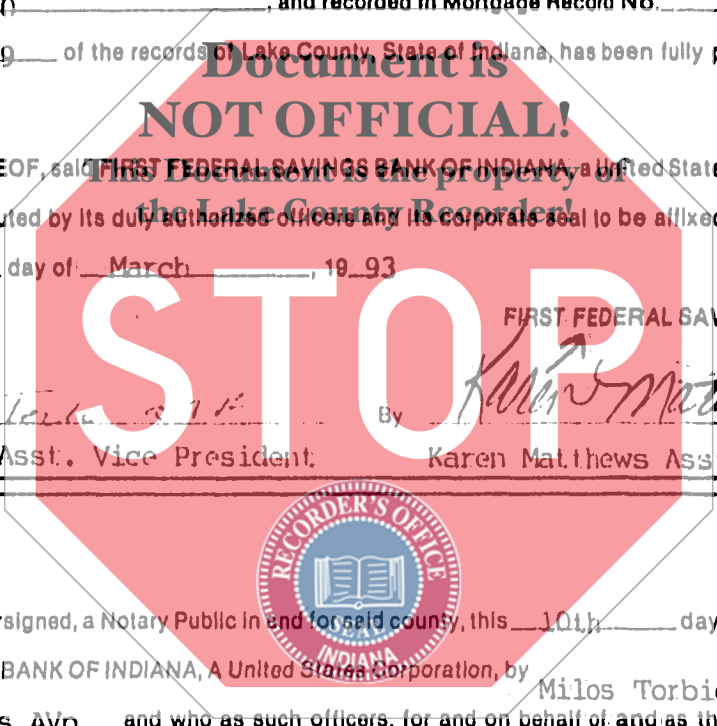 , and recorded in Mortgage Record No.
of the records of Lake County, State of Indiana, has been fully
Document is
NOT OFFICIAL!
EOF, said FIRST FEDERAL SAVINGS BANK OF INDIANA, a United State
This Document is the property of
uted by its duly authorized officers and its corporate seal to be affixed
the Lake County Recorder!
day of March, 19 93
STOP
FIRST FEDERAL SAV
By
Asst. Vice President Karen Matthews Ass
RECORDER'S OFFICE
SEAL
INDIANA
rsigned, a Notary Public in and for said county, this 10th day
BANK OF INDIANA, A United States Corporation, by
Milos Torbi
s AVp and who as such officers, for and on behalf of and as th